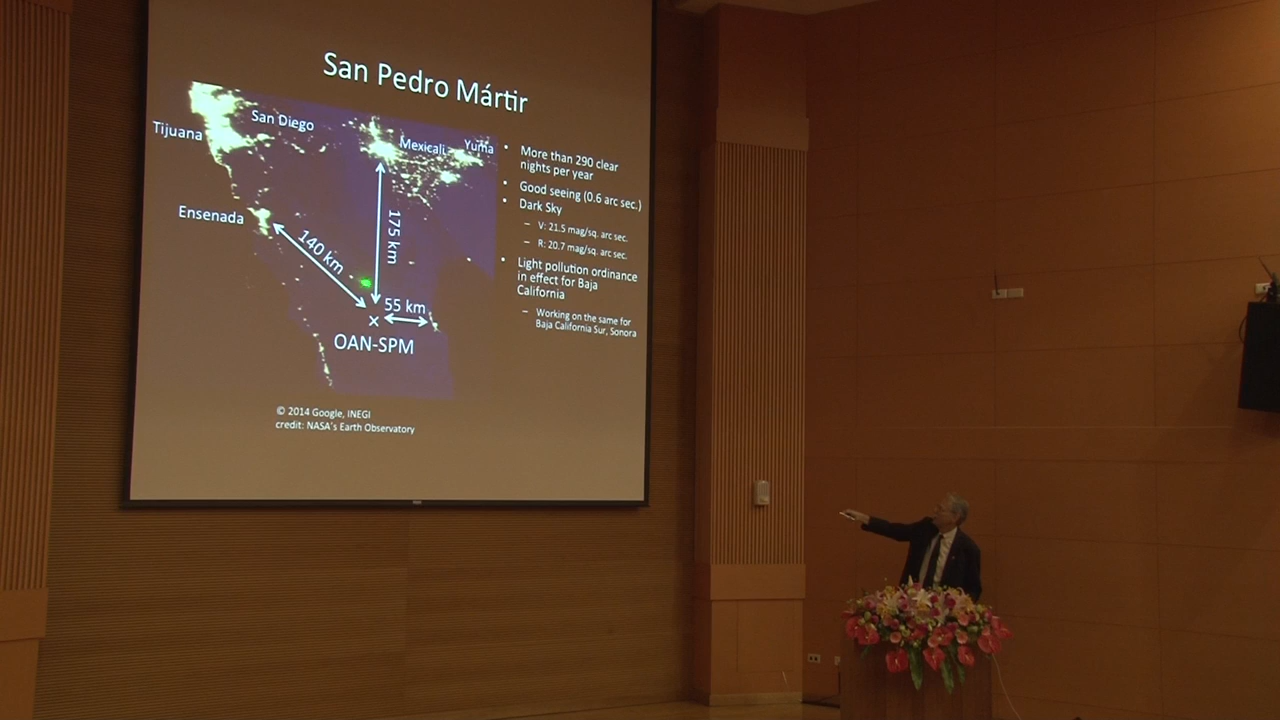 San Pedro Mártir
San Diego
Tijuana
Mexicali
Yuma
Ensenada
140 km
175 km
55 km
OAN-SPM
• More than 290 clear
nights per year
• Good seeing (0.6 arc sec.)
• Dark Sky
– V: 21.5 mag/sq. arc sec.
– R: 20.7 mag/sq. arc sec.
• Light pollution ordinance
in effect for Baja
California
– Working on the same for
Baja California Sur, Sonora
© 2014 Google, INEGI
credit: NASA's Earth Observatory